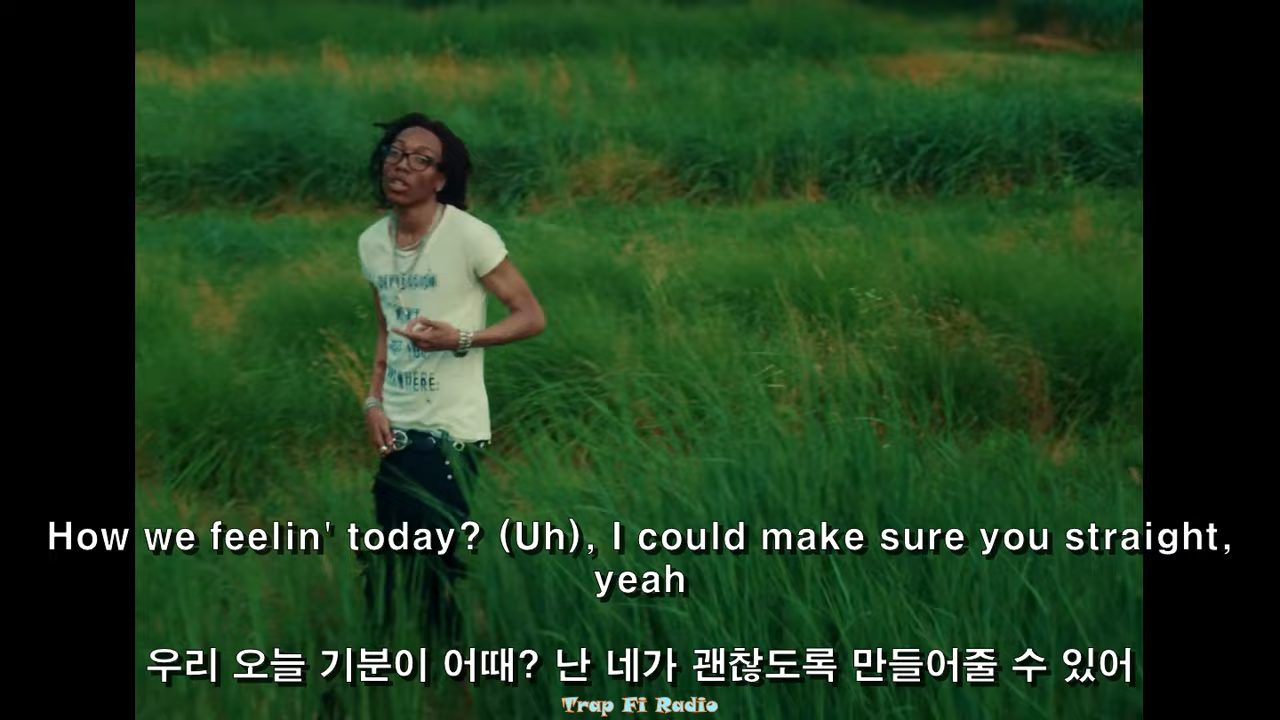 How we feelin' today? (Uh), I could make sure you straight,
yeah
우리 오늘 기분이 어때? 난 네가 괜찮도록 만들어줄 수 있어
Trap Fi Radio